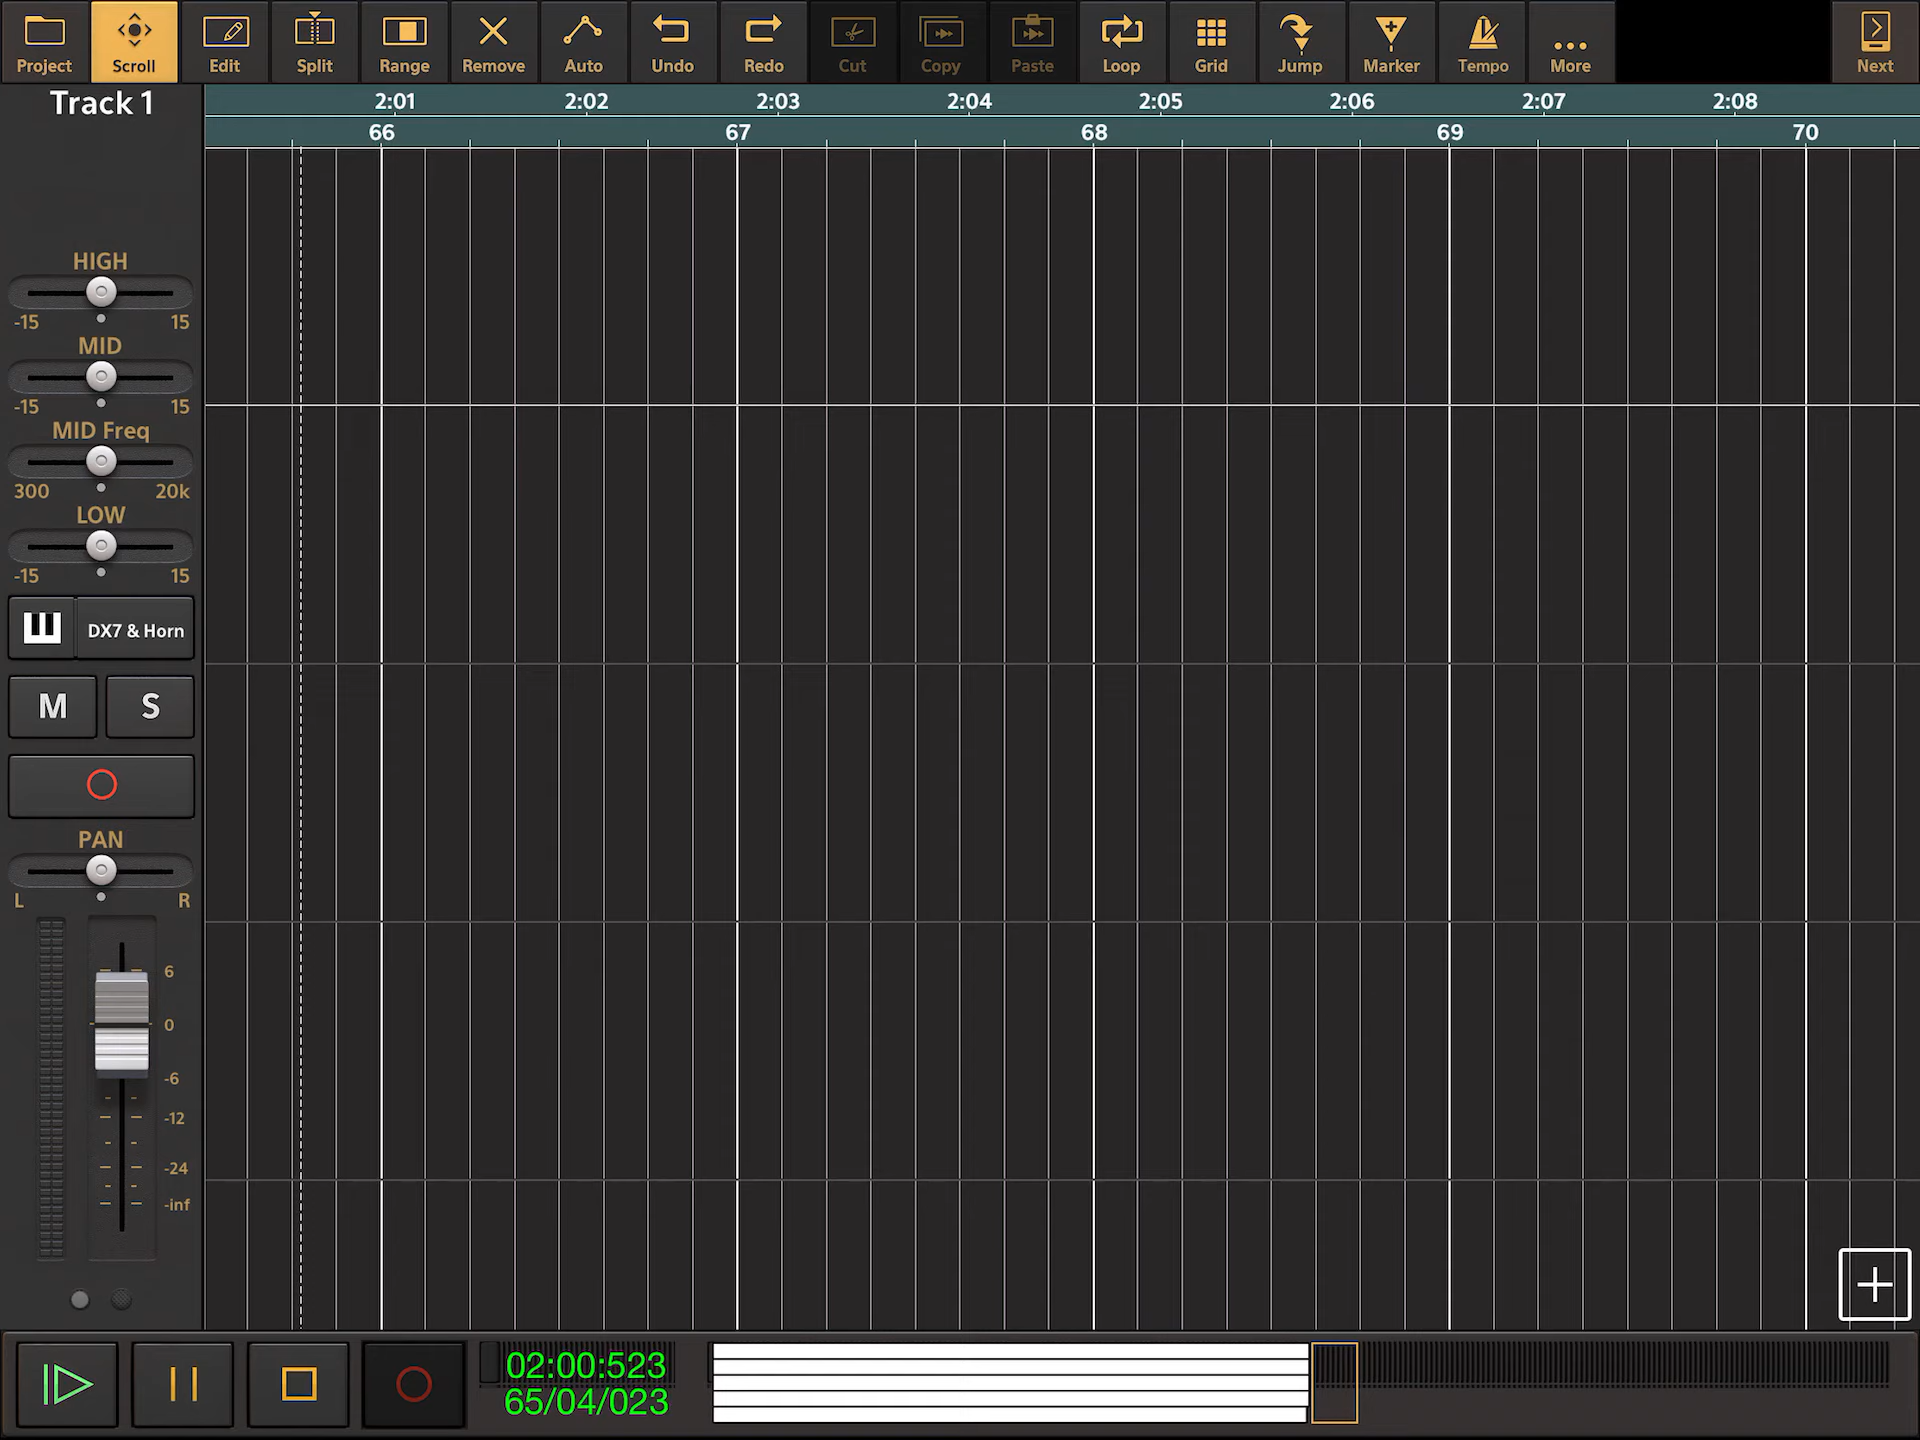 Project Scroll Edit Split Range Remove Auto Undo Redo Cut Copy Paste Loop Grid Jump Marker Tempo More Next
Track 1
2:01 2:02 2:03 2:04 2:05 2:06 2:07 2:08
66 67 68 69 70
HIGH
-15 15
MID
-15 15
MID Freq
300 20k
LOW
-15 15
DX7 & Horn
M S
PAN
L R
6
0
-6
-12
-24
-inf
02:00:523
65/04/023